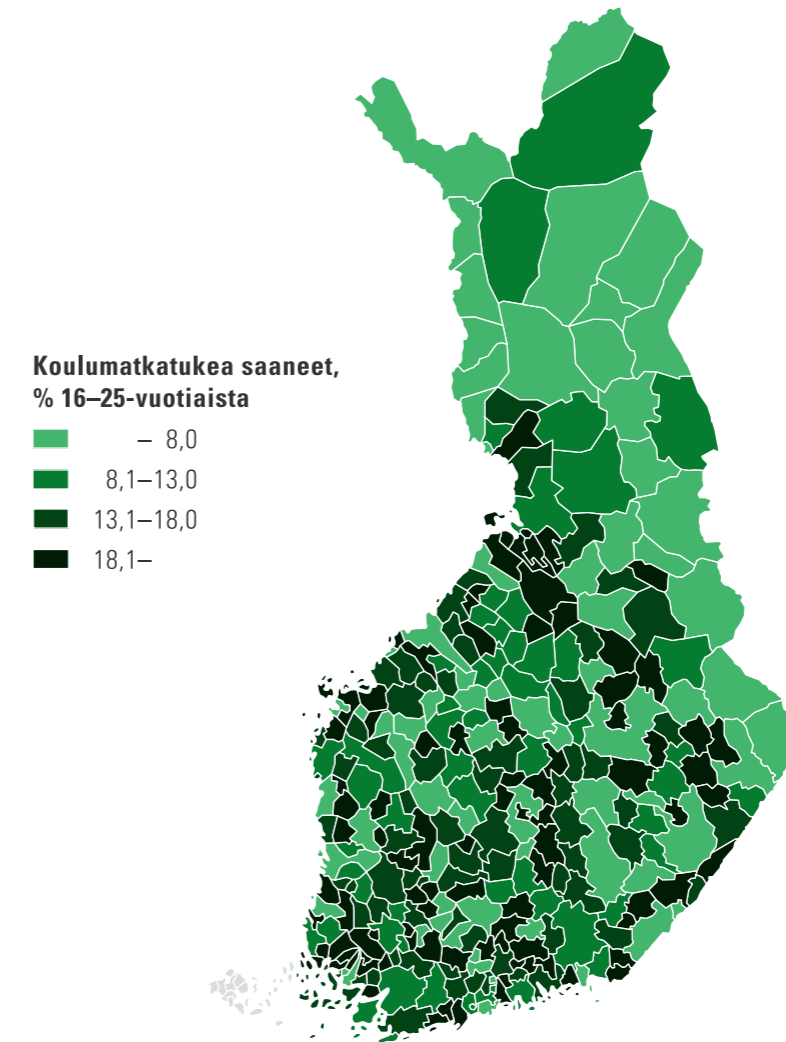 Koulumatkatukea saaneet,
% 16–25-vuotiaista
– 8,0
8,1–13,0
13,1–18,0
18,1–